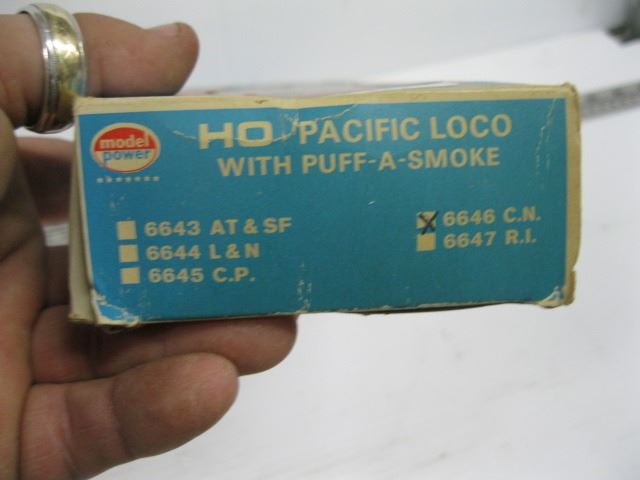 model
power
HO PACIFIC LOCO
WITH PUFF-A-SMOKE
6643 AT & SF
6644 L & N
6645 C.P.
6646 C.N.
6647 R.I.